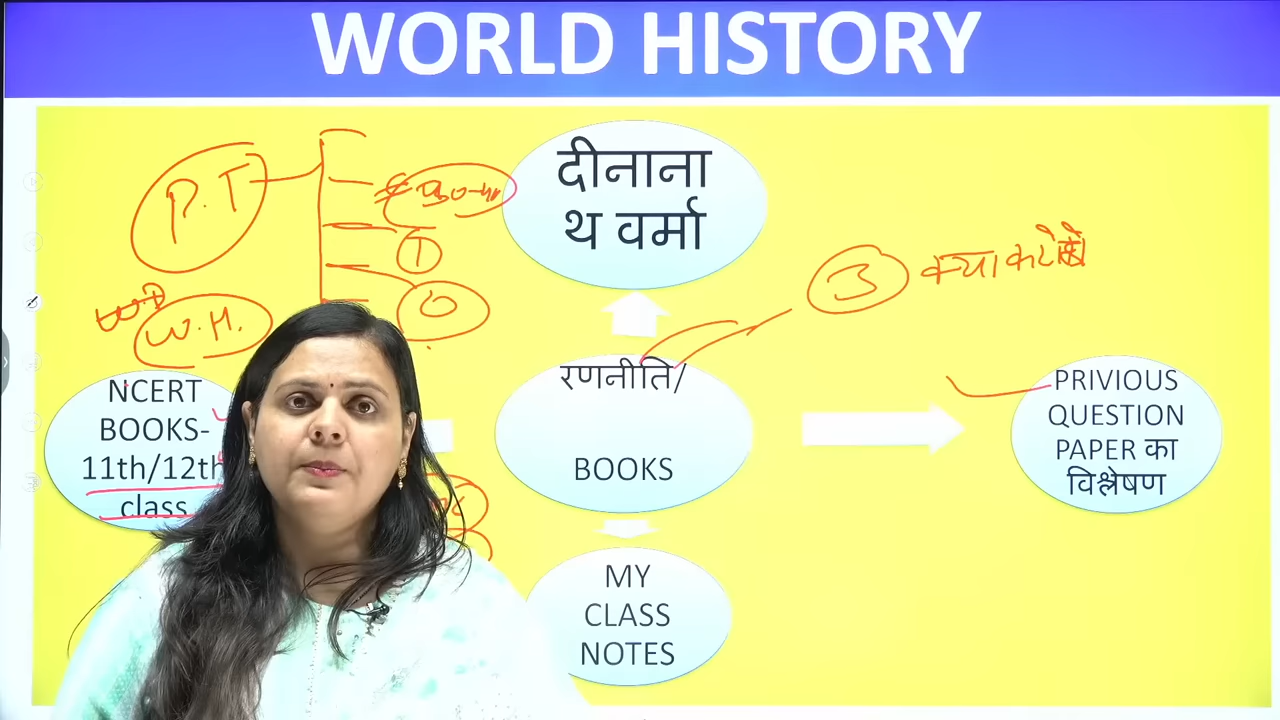 WORLD HISTORY
दीनाना
थ वर्मा
P.T
T
O
W.H.
3 क्या करें
NCERT
BOOKS-
11th/12th
class
रणनीति/
BOOKS
PRIVIOUS
QUESTION
PAPER का
विश्लेषण
MY
CLASS
NOTES